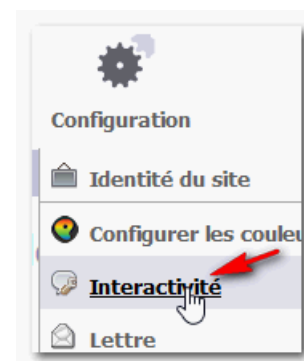 Configuration
Identité du site
Configurer les couleu
Interactivité
Lettre